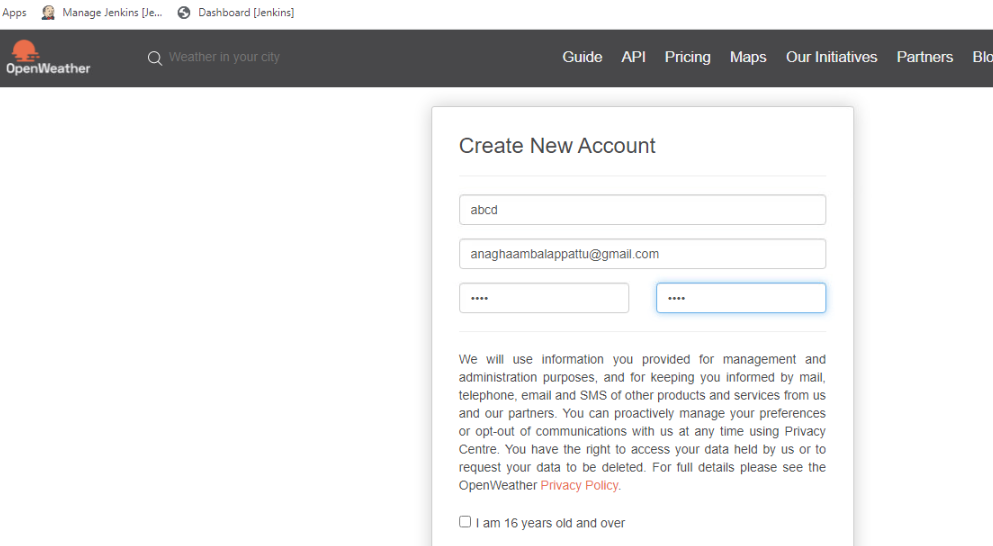 Apps Manage Jenkins [Je... Dashboard [Jenkins]
OpenWeather Weather in your city Guide API Pricing Maps Our Initiatives Partners Blo
Create New Account
abcd
anaghaambalappattu@gmail.com
•••• ••••
We will use information you provided for management and
administration purposes, and for keeping you informed by mail,
telephone, email and SMS of other products and services from us
and our partners. You can proactively manage your preferences
or opt-out of communications with us at any time using Privacy
Centre. You have the right to access your data held by us or to
request your data to be deleted. For full details please see the
OpenWeather Privacy Policy.
I am 16 years old and over